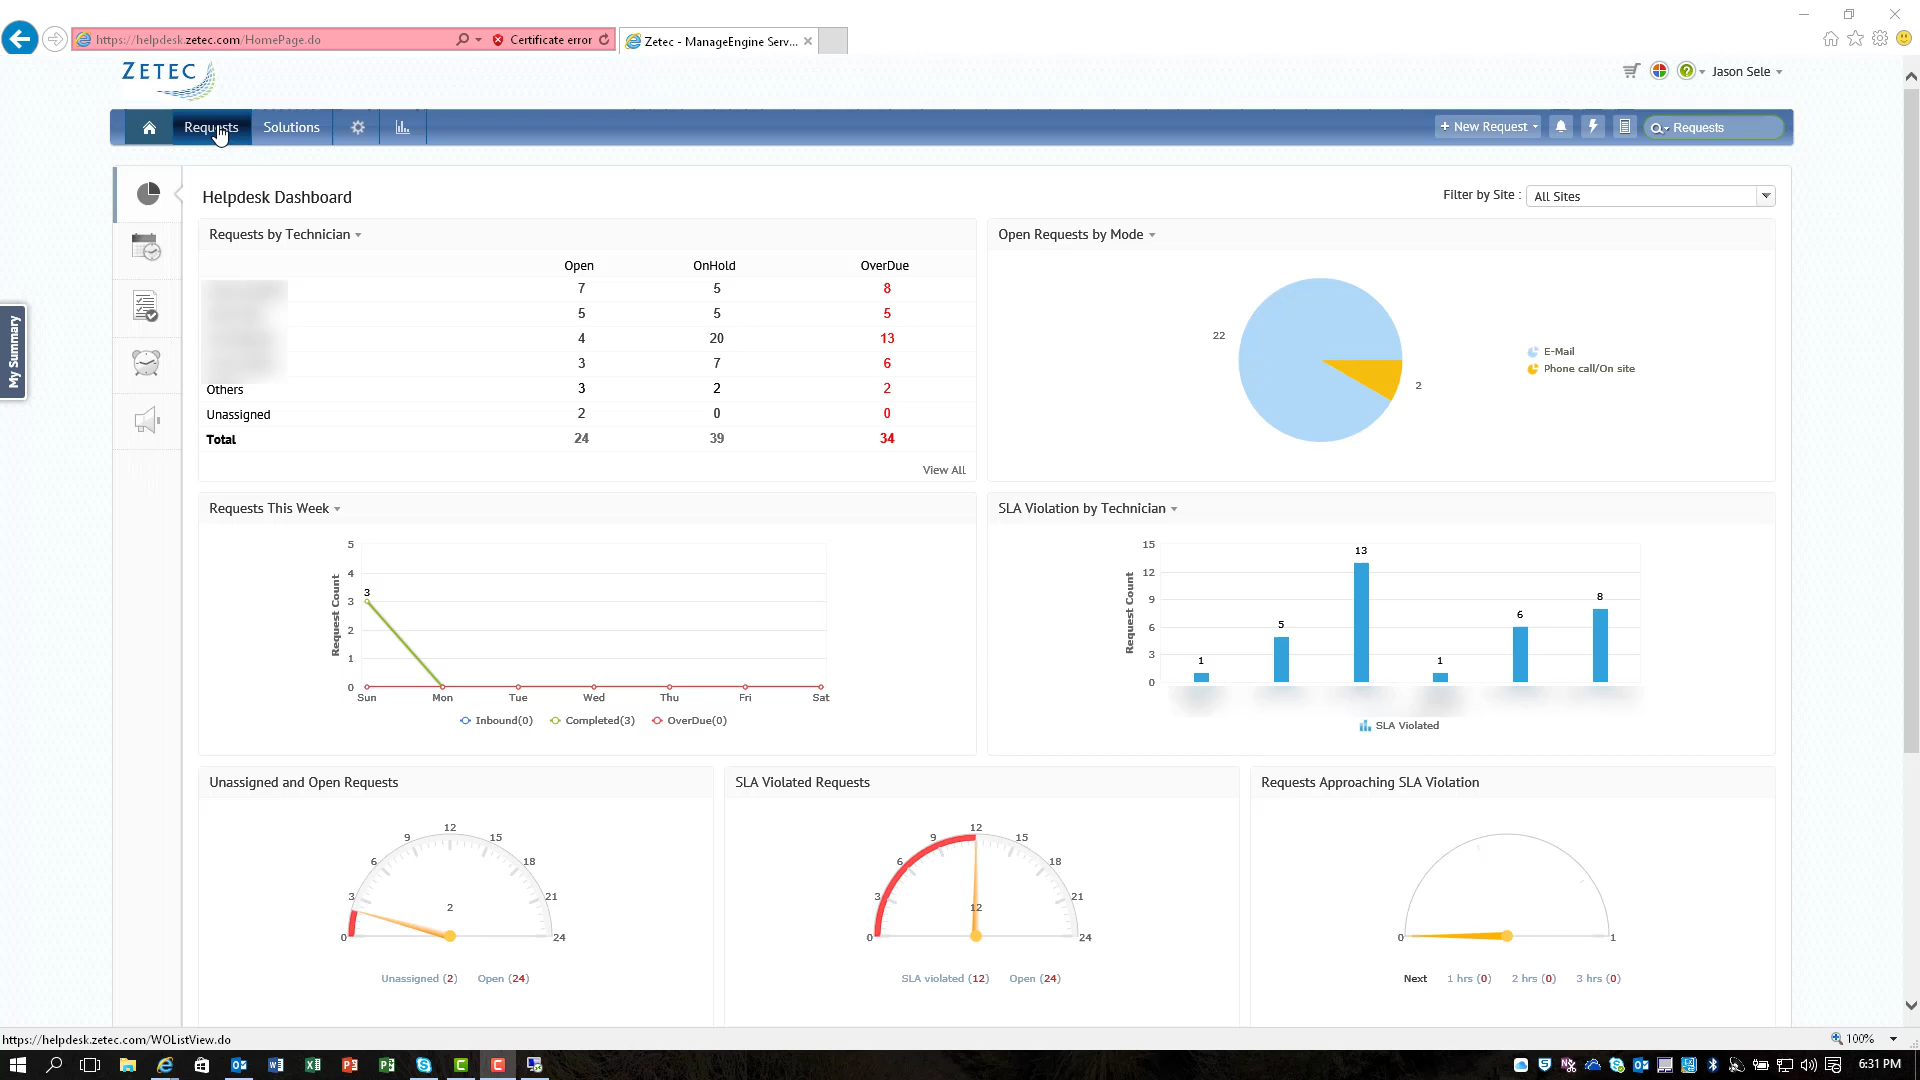 https://helpdesk.zetec.com/HomePage.do
Certificate error
Zetec - ManageEngine Serv...
ZETEC
Jason Sele
Requests
Solutions
+ New Request
Requests
My Summary
Helpdesk Dashboard
Filter by Site :
All Sites
Requests by Technician
Open OnHold OverDue
7 5 8
5 5 5
4 20 13
3 7 6
Others 3 2 2
Unassigned 2 0 0
Total 24 39 34
View All
Open Requests by Mode
22
2
E-Mail
Phone call/On site
Requests This Week
Request Count
5
4
3
2
1
0
3
Sun Mon Tue Wed Thu Fri Sat
Inbound(0) Completed(3) OverDue(0)
SLA Violation by Technician
Request Count
15
12
9
6
3
0
1 5 13 1 6 8
SLA Violated
Unassigned and Open Requests
0 3 6 9 12 15 18 21 24
2
Unassigned (2) Open (24)
SLA Violated Requests
0 3 6 9 12 15 18 21 24
12
SLA violated (12) Open (24)
Requests Approaching SLA Violation
0 1
Next 1 hrs (0) 2 hrs (0) 3 hrs (0)
https://helpdesk.zetec.com/WOListView.do
100%
6:31 PM